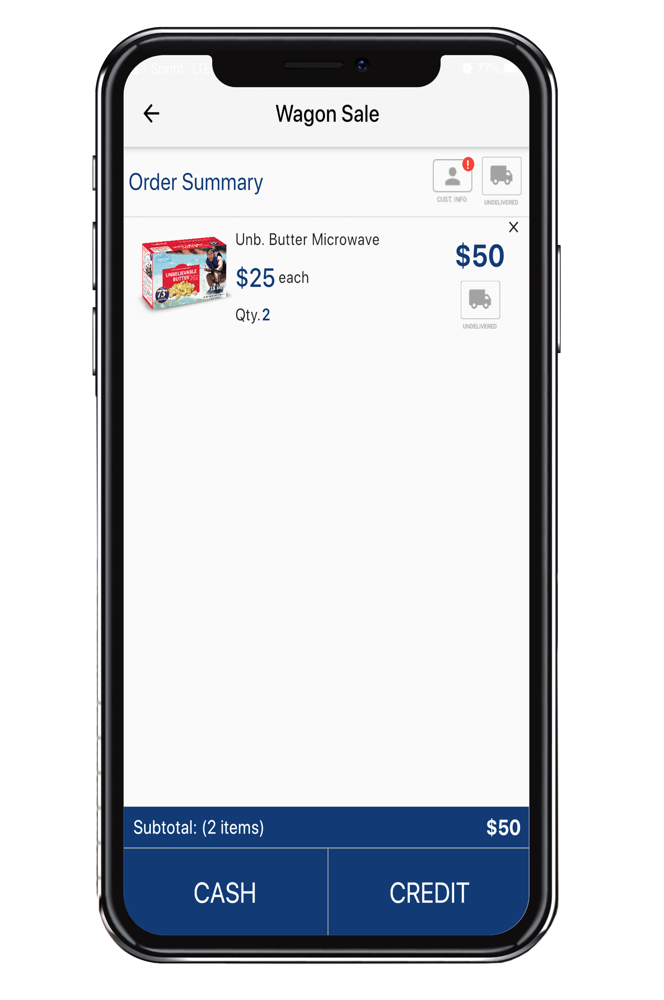 Sprint LTE
77%
Wagon Sale
Order Summary
!
CUST. INFO
UNDELIVERED
Unb. Butter Microwave
$50
$25 each
Qty. 2
UNDELIVERED
UNBELIEVABLE
BUTTER
18 BAGS
73%
Subtotal: (2 items)
$50
CASH
CREDIT